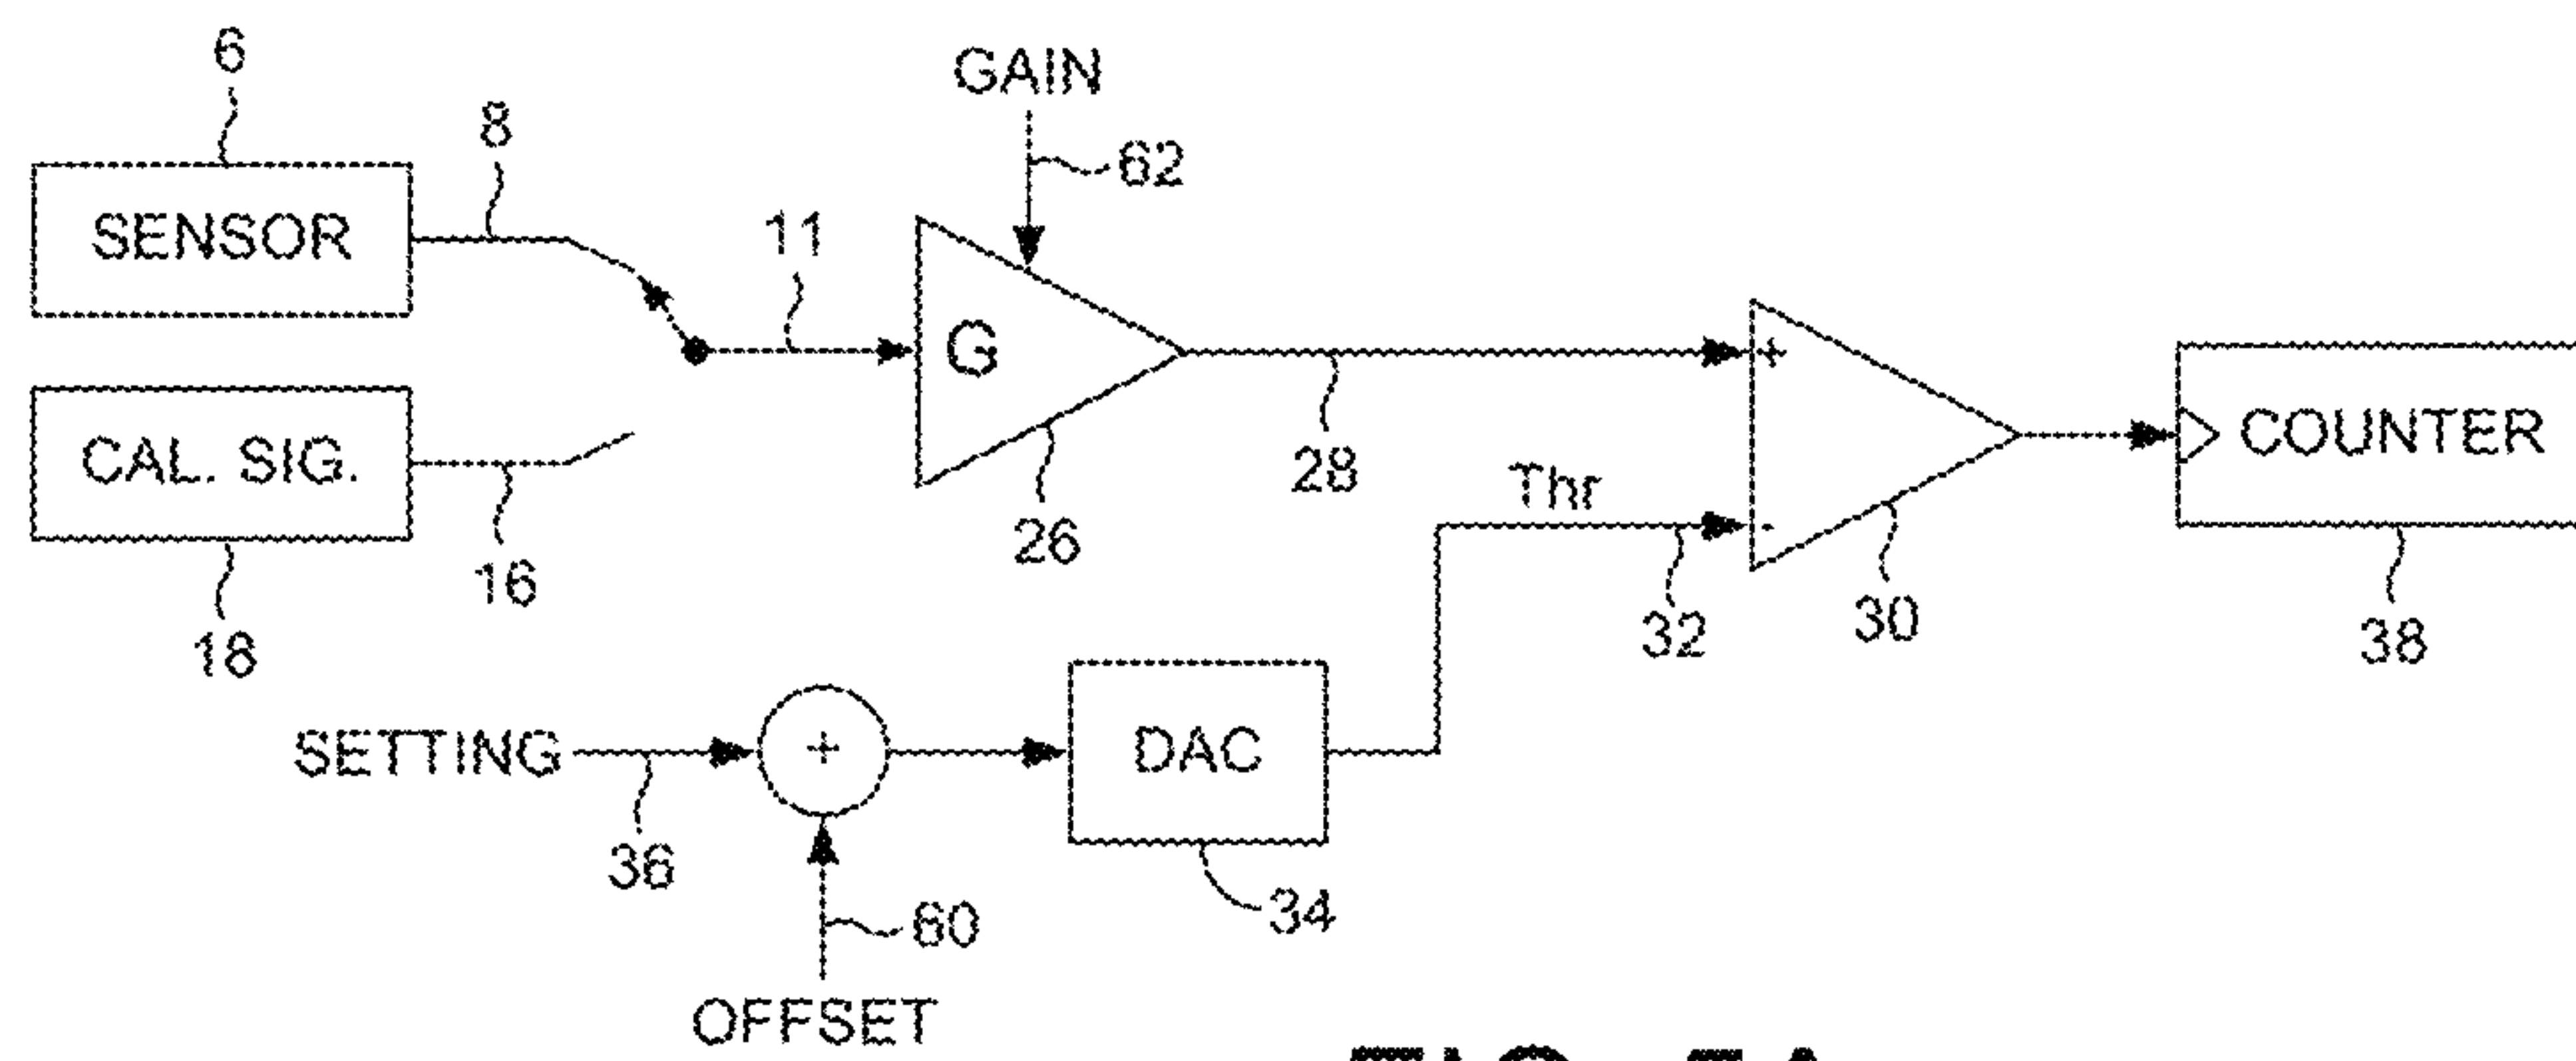 6
8
GAIN
62
SENSOR
11
G
+
CAL. SIG.
16
18
26
28
Thr
-
32
30
COUNTER
38
SETTING
36
+
DAC
34
60
OFFSET